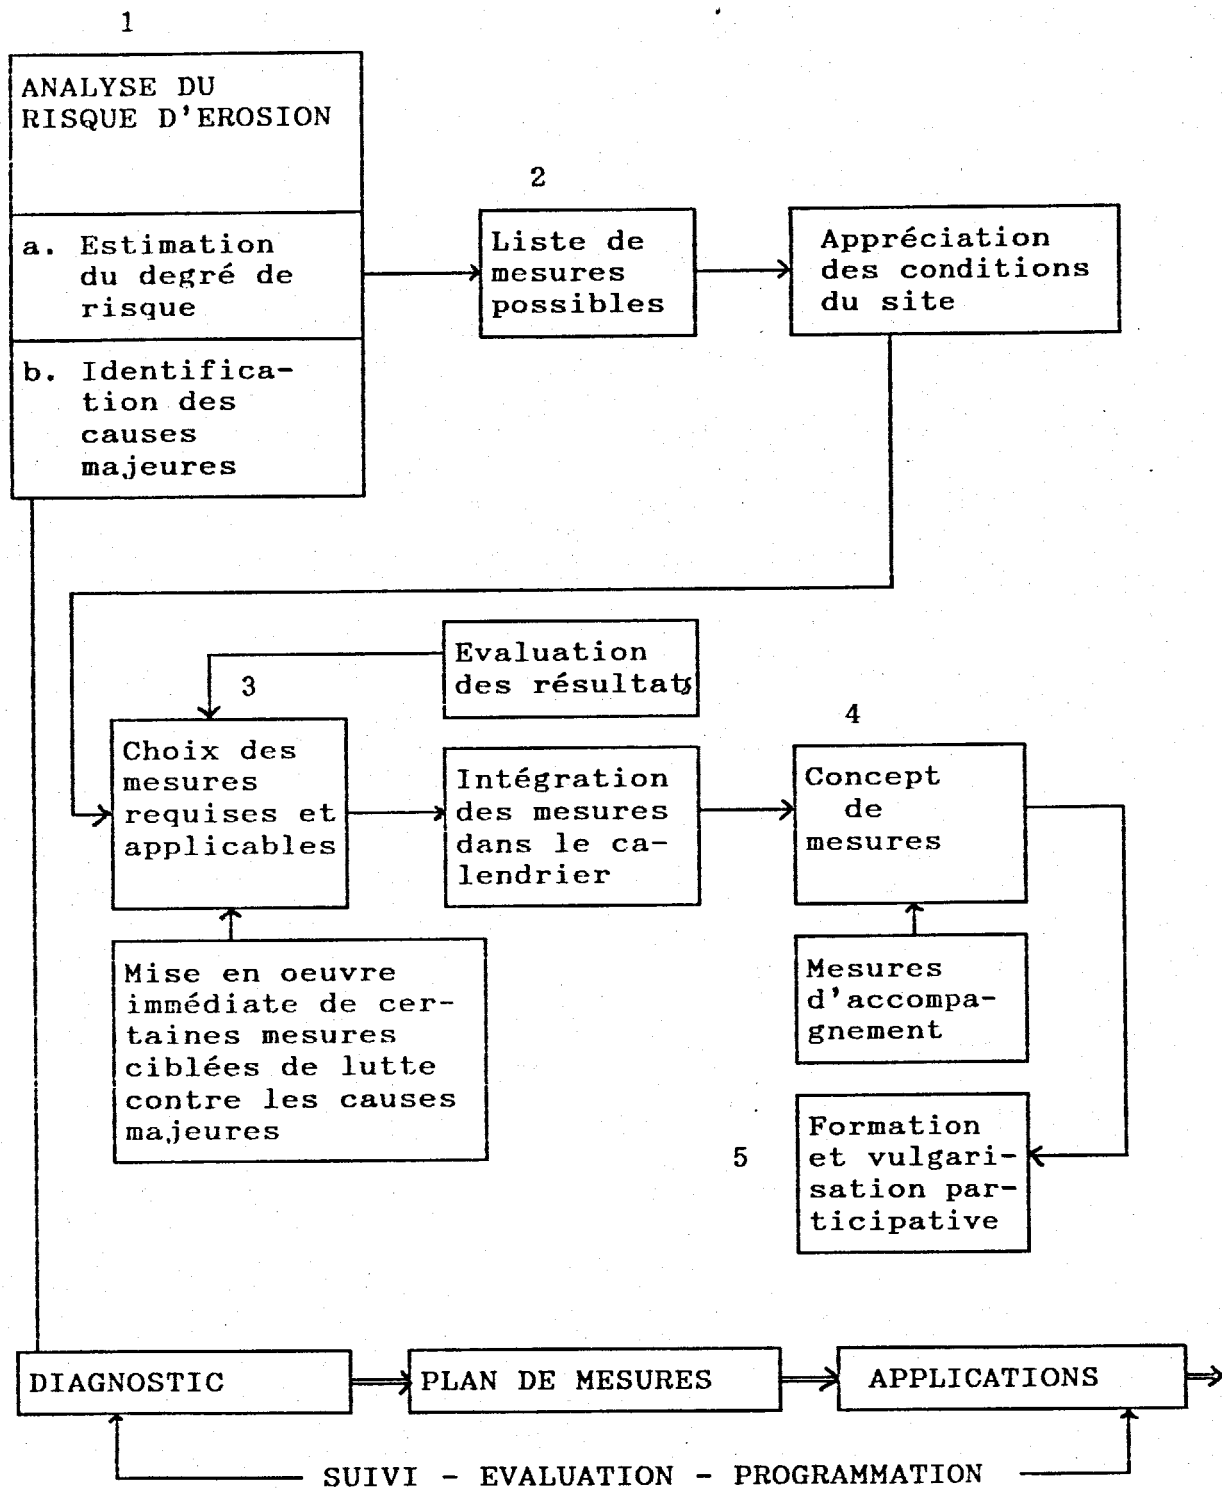 1
ANALYSE DU
RISQUE D'EROSION
a. Estimation
du degré de
risque
b. Identifica-
tion des
causes
majeures
2
Liste de
mesures
possibles
Appréciation
des conditions
du site
Evaluation
des résultats
3
Choix des
mesures
requises et
applicables
Intégration
des mesures
dans le ca-
lendrier
4
Concept
de
mesures
Mise en oeuvre
immédiate de cer-
taines mesures
ciblées de lutte
contre les causes
majeures
Mesures
d'accompa-
gnement
5
Formation
et vulgari-
sation par-
ticipative
DIAGNOSTIC
PLAN DE MESURES
APPLICATIONS
SUIVI - EVALUATION - PROGRAMMATION